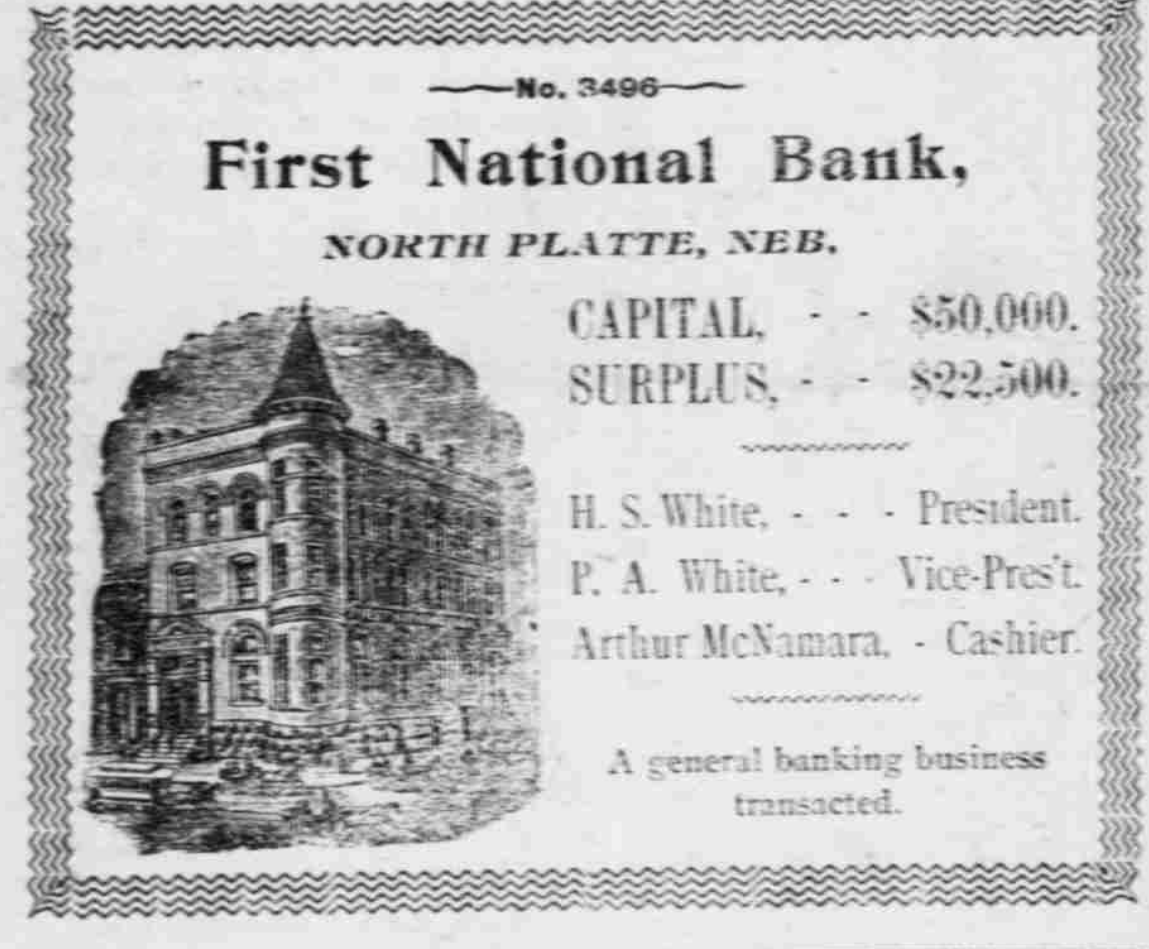 No. 3496
First National Bank,
NORTH PLATTE, NEB.
CAPITAL, - - $50,000.
SURPLUS, - - $22,500.
H. S. White, - - - President.
P. A. White, - - - Vice-Pres't.
Arthur McNamara, - Cashier.
A general banking business
transacted.